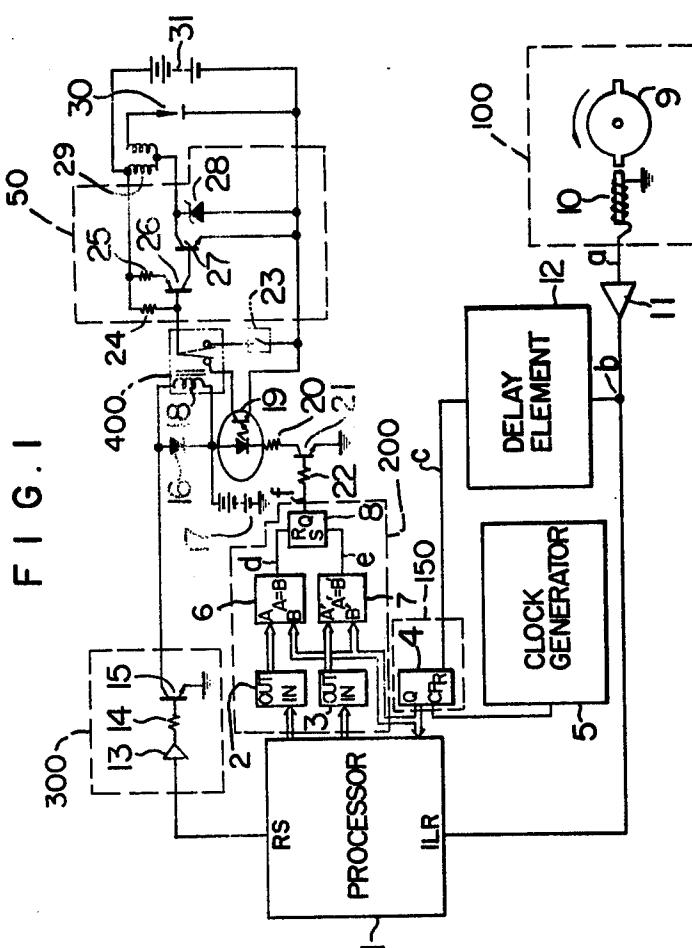 FIG. 1
300
13
14
15
400
16
17
18
19
20
21
22
23
24
25
26
27
28
29
30
31
50
1
PROCESSOR
RS
ILR
2
OUT
IN
3
OUT
IN
6
A
A=B
B
7
A'
A'=B'
B'
d
e
f
R
Q
S
8
200
150
4
Q
CP
R
5
CLOCK GENERATOR
c
DELAY ELEMENT
12
b
11
a
100
10
9